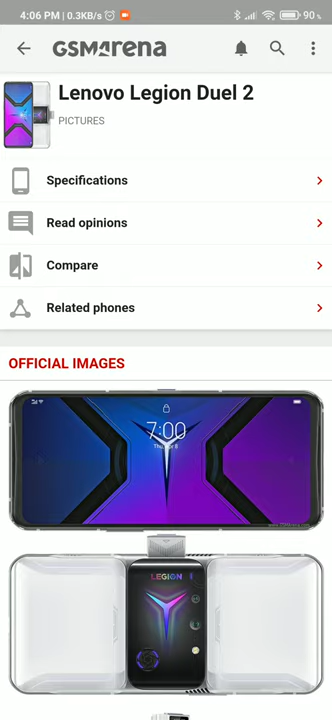 4:06 PM | 0.3KB/s
90%
GSMArena
Lenovo Legion Duel 2
PICTURES
Specifications
Read opinions
Compare
Related phones
OFFICIAL IMAGES
7:00
LEGION